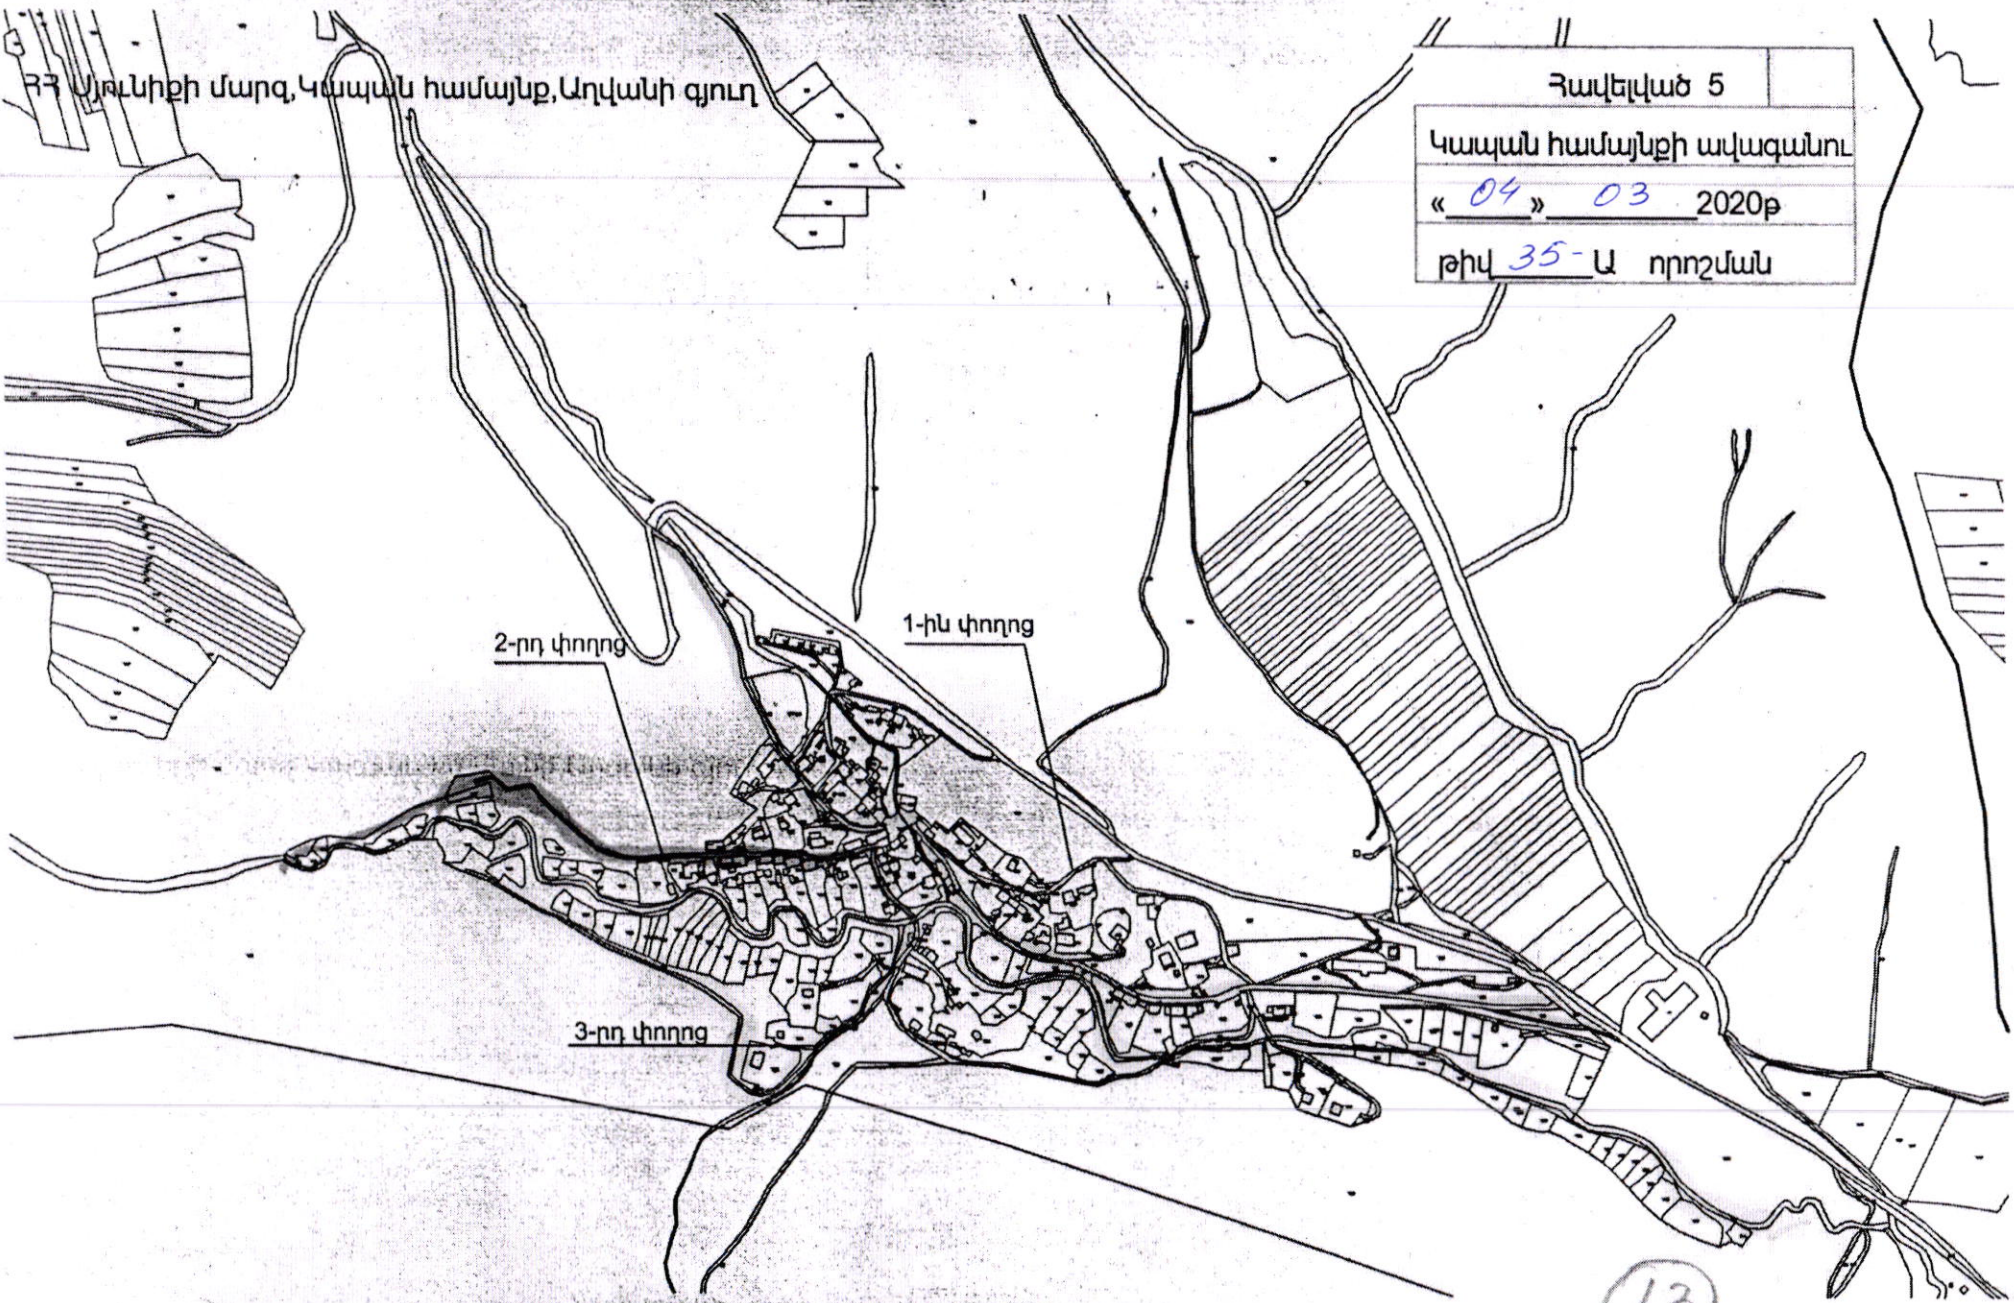 ՀՀ Սյունիքի մարզ,Կապան համայնք,Աղվանի գյուղ
Հավելված 5
Կապան համայնքի ավագանու
« 04 » 03 2020թ
թիվ 35- Ա որոշման
1-ին փողոց
2-րդ փողոց
3-րդ փողոց
13